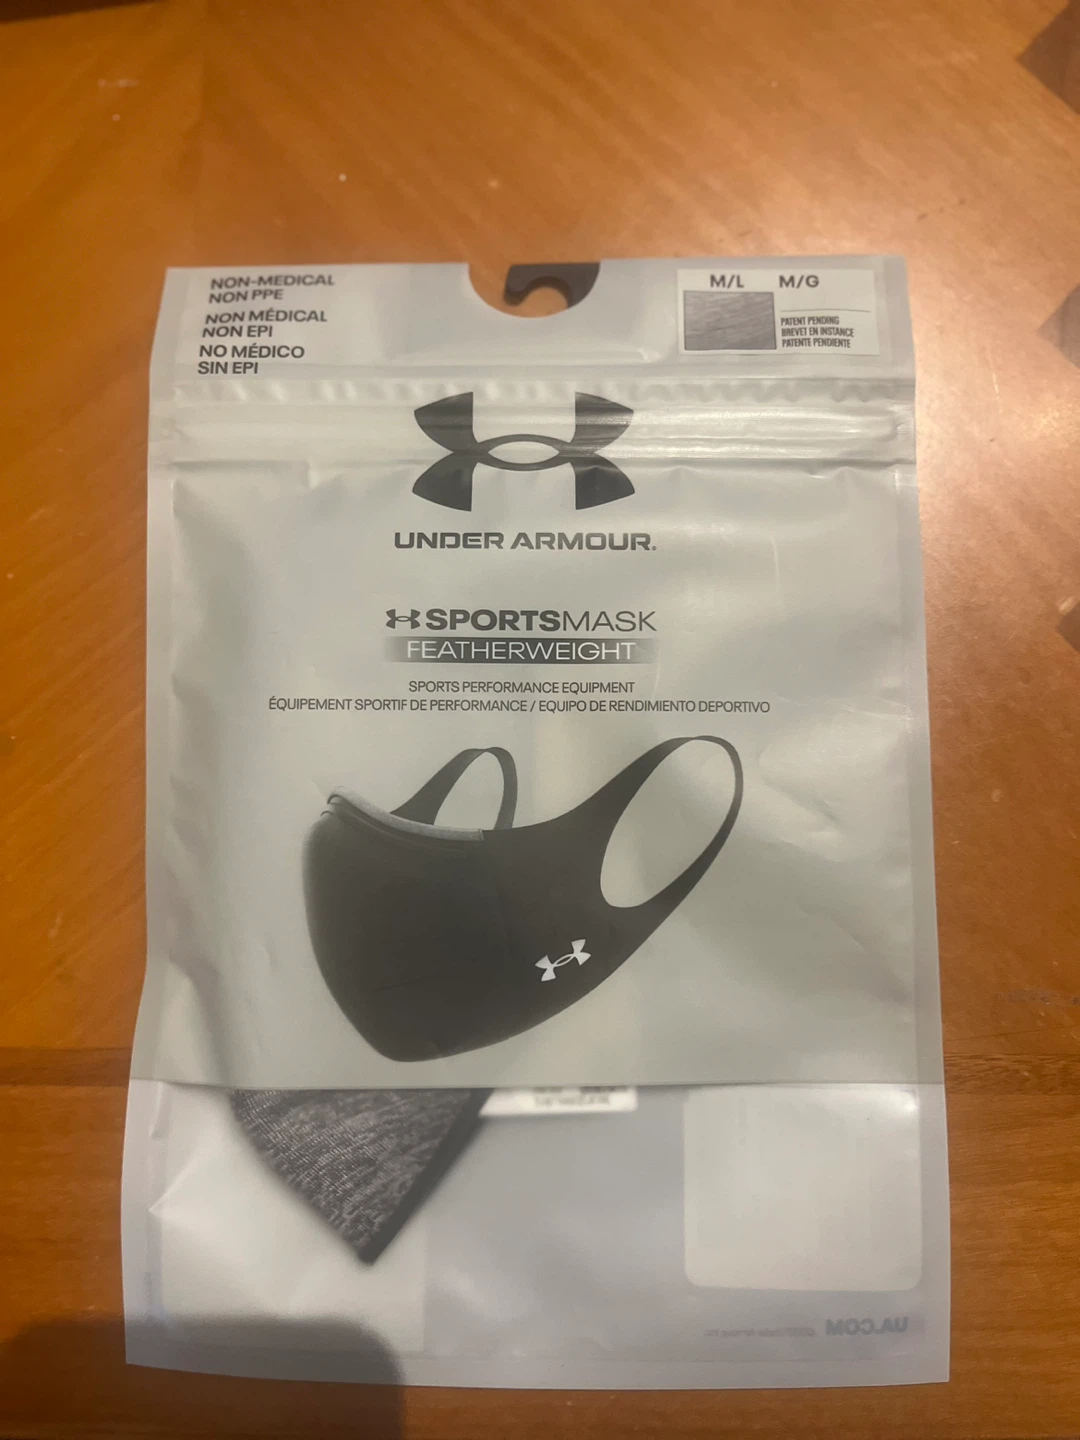 NON-MEDICAL
NON PPE
NON MÉDICAL
NON EPI
NO MÉDICO
SIN EPI
M/L M/G
PATENT PENDING
BREVET EN INSTANCE
PATENTE PENDIENTE
UNDER ARMOUR.
SPORTSMASK
FEATHERWEIGHT
SPORTS PERFORMANCE EQUIPMENT
ÉQUIPEMENT SPORTIF DE PERFORMANCE / EQUIPO DE RENDIMIENTO DEPORTIVO
UA.COM